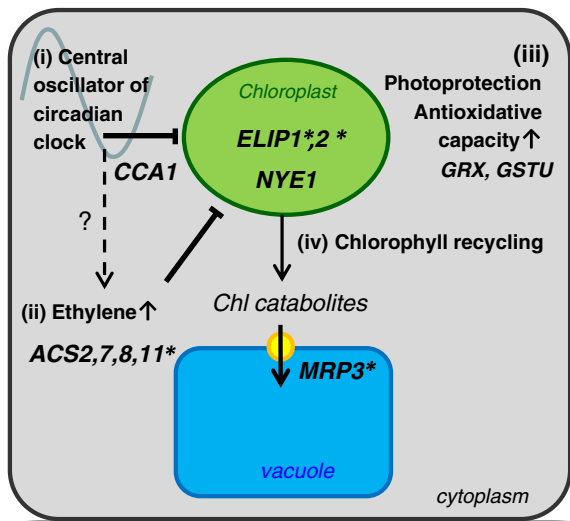 (i) Central
oscillator of
circadian
clock
CCA1
?
(ii) Ethylene↑
ACS2,7,8,11*
Chloroplast
ELIP1*,2 *
NYE1
(iii)
Photoprotection
Antioxidative
capacity↑
GRX, GSTU
(iv) Chlorophyll recycling
Chl catabolites
MRP3*
vacuole
cytoplasm